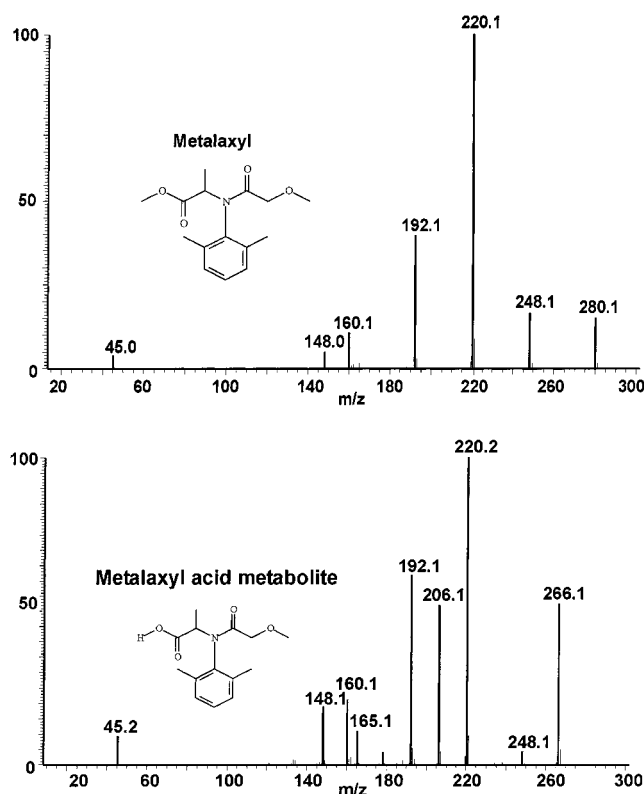 100
220.1
Metalaxyl
O
O
O
N
O
50
192.1
248.1
280.1
160.1
148.0
45.0
0
20 60 100 140 180 220 260 300
m/z
100
220.2
192.1
206.1
266.1
Metalaxyl acid metabolite
50
O
H
O
O
N
O
160.1
148.1
165.1
45.2
248.1
0
20 60 100 140 180 220 260 300
m/z